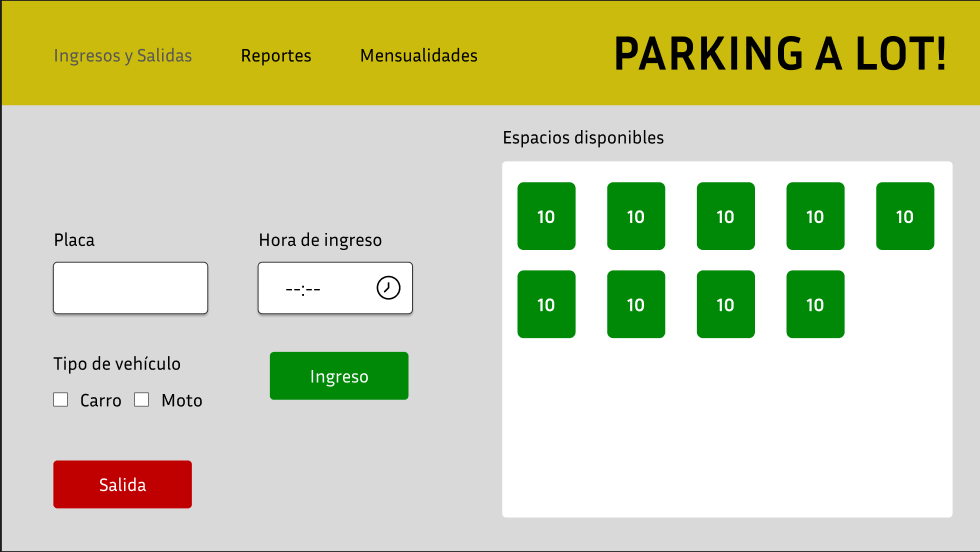 Ingresos y Salidas Reportes Mensualidades PARKING A LOT!
Espacios disponibles
10 10 10 10 10
10 10 10 10
Placa Hora de ingreso
--:--
Tipo de vehículo
Ingreso
Carro Moto
Salida